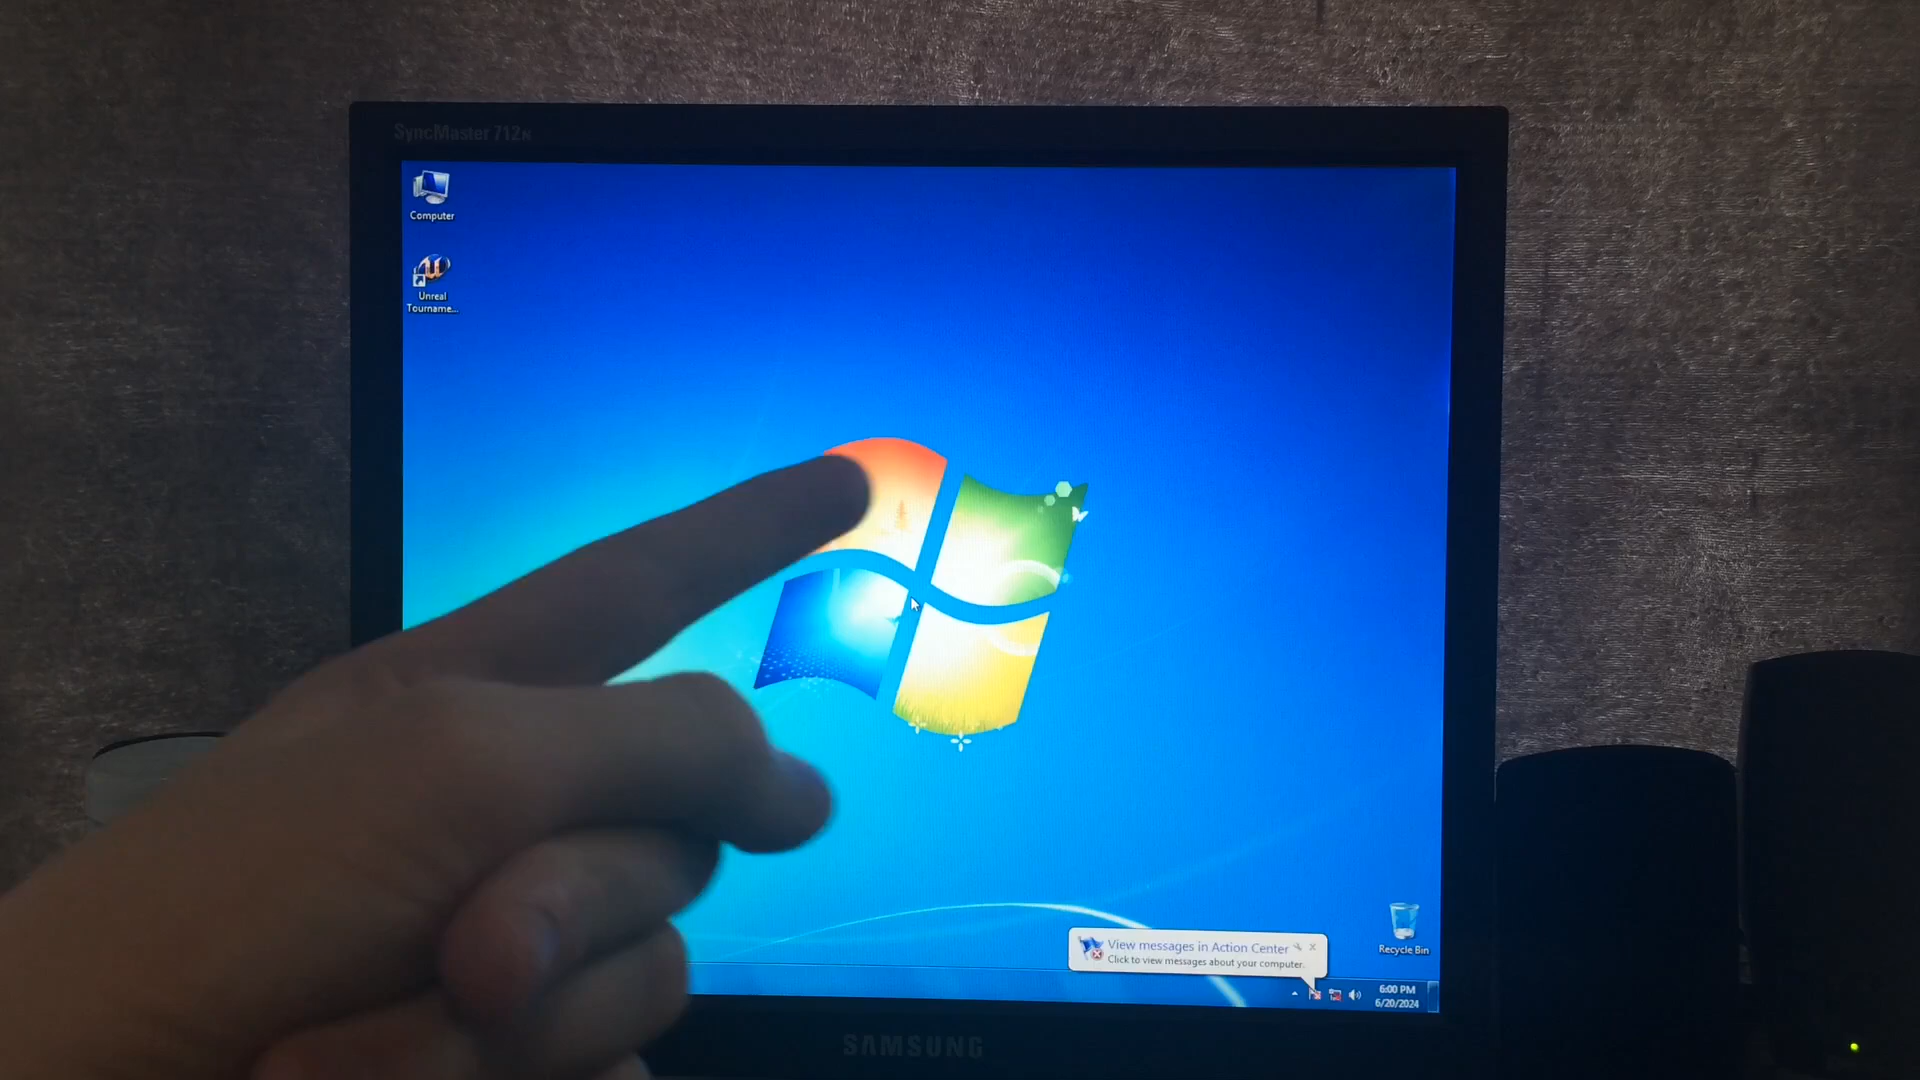 SyncMaster 712N
Computer
Unreal
Tourname...
View messages in Action Center
Click to view messages about your computer.
Recycle Bin
6:00 PM
6/20/2024
SAMSUNG